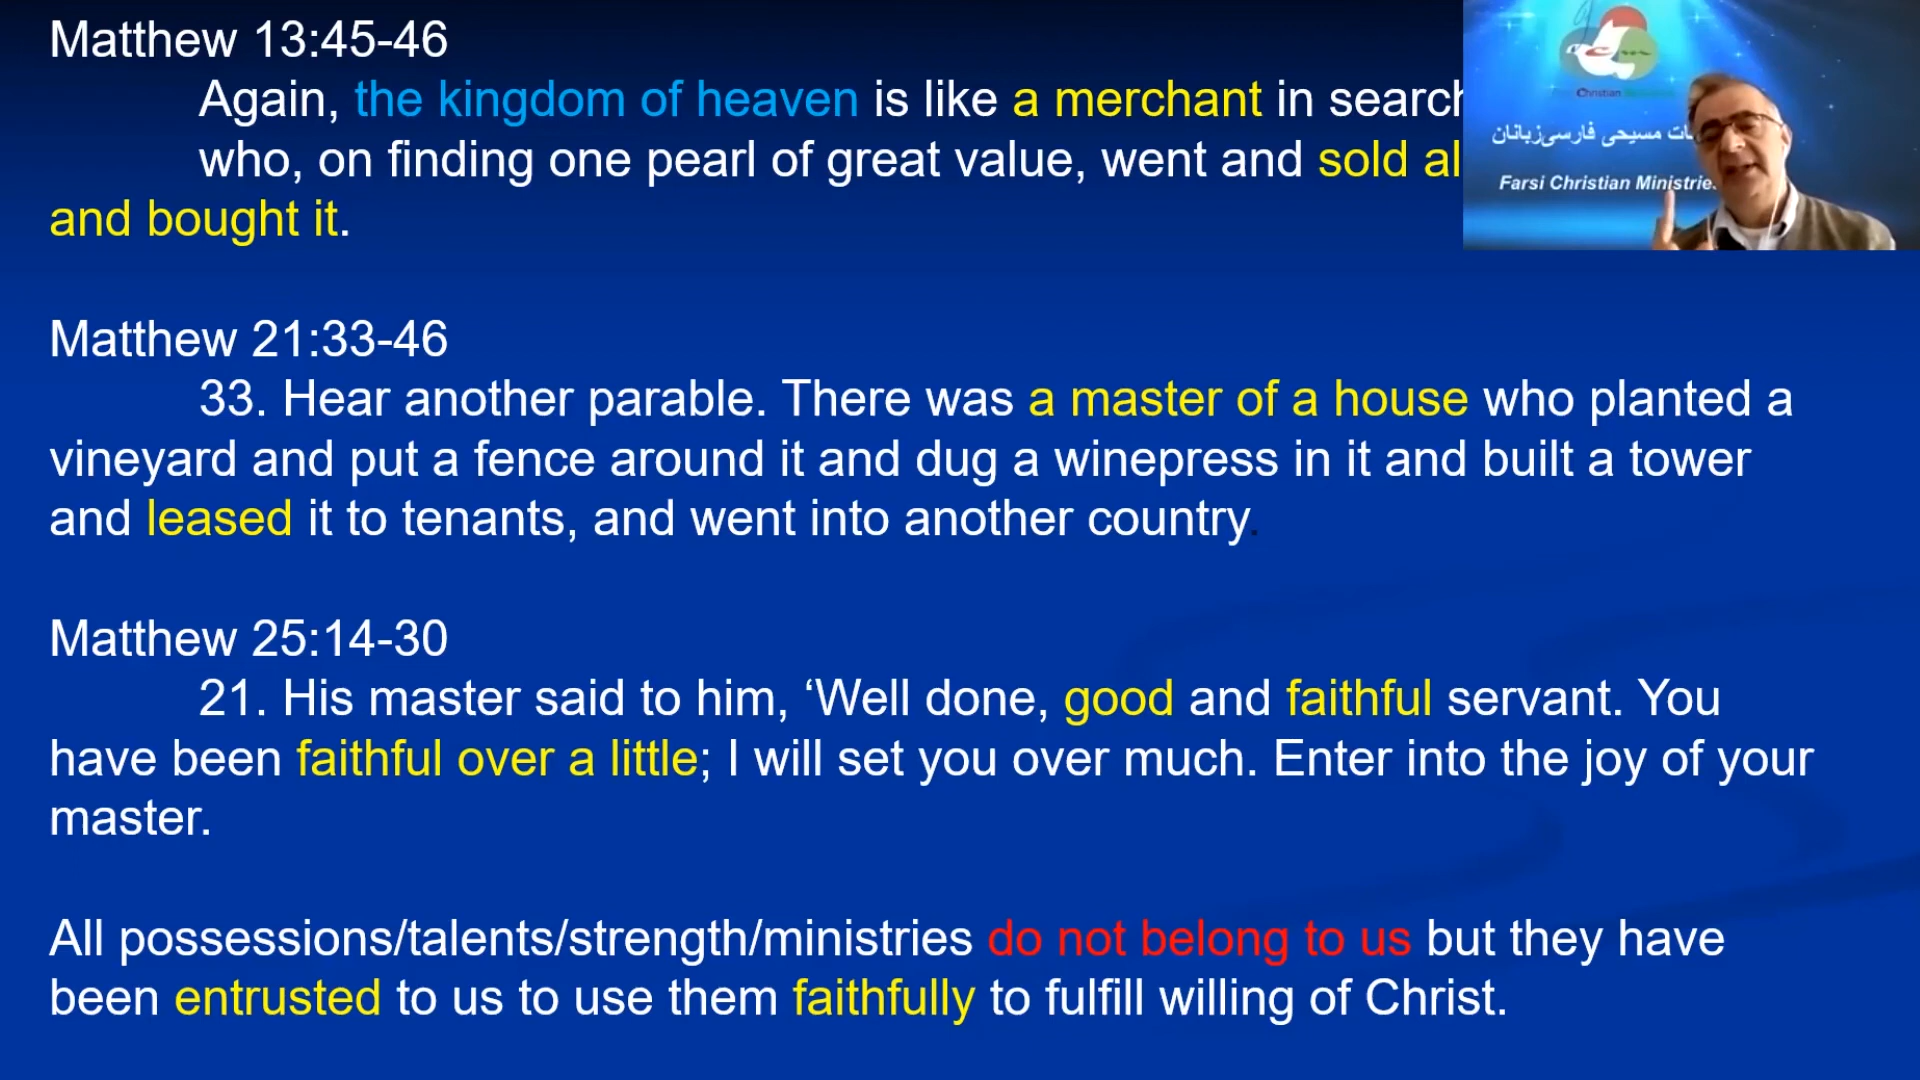 Matthew 13:45-46
Again, the kingdom of heaven is like a merchant in search
who, on finding one pearl of great value, went and sold al
and bought it.
Matthew 21:33-46
33. Hear another parable. There was a master of a house who planted a
vineyard and put a fence around it and dug a winepress in it and built a tower
and leased it to tenants, and went into another country.
Matthew 25:14-30
21. His master said to him, ‘Well done, good and faithful servant. You
have been faithful over a little; I will set you over much. Enter into the joy of your
master.
All possessions/talents/strength/ministries do not belong to us but they have
been entrusted to us to use them faithfully to fulfill willing of Christ.
Christian
مسیحی فارسی‌زبانان
Farsi Christian Ministries